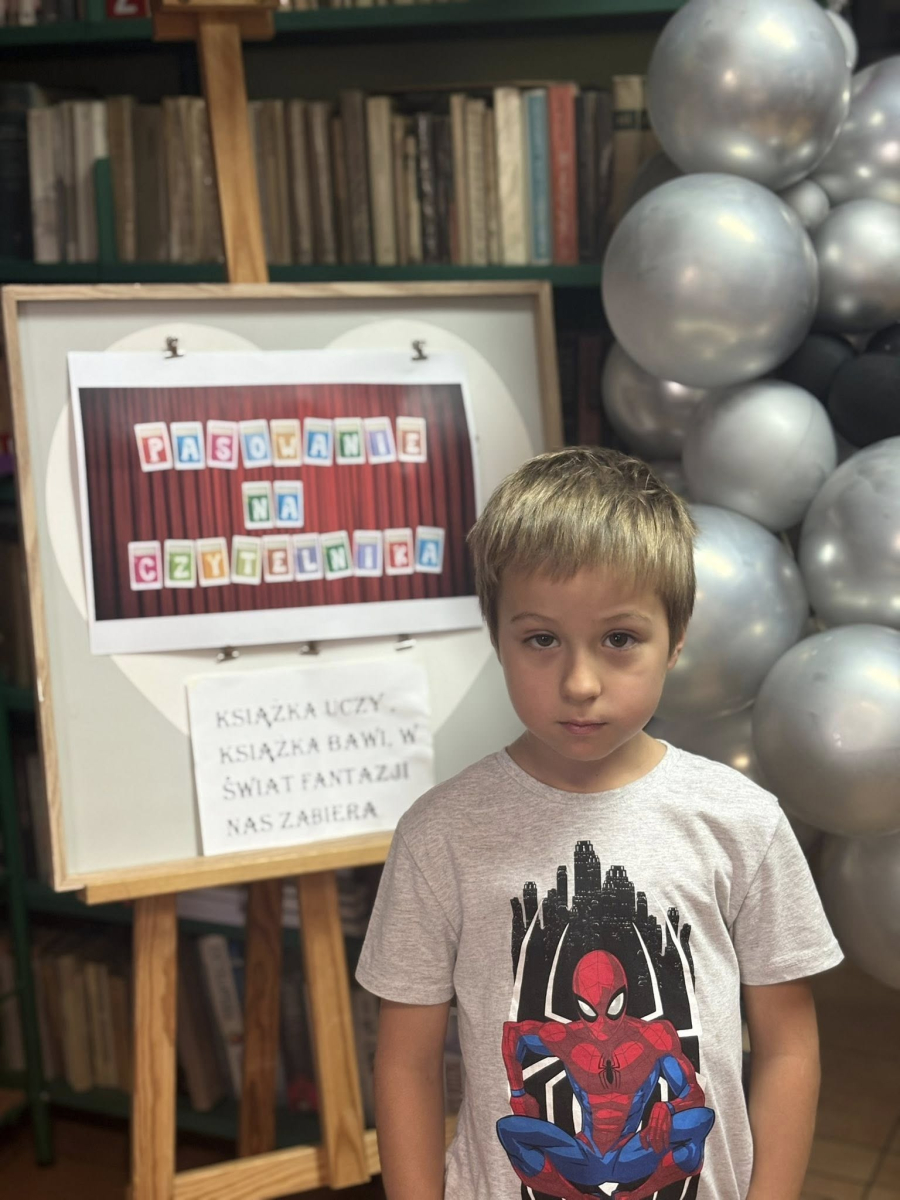 PASOWANIE
NA
CZYTELNIKA
KSIĄŻKA UCZY ,
KSIĄŻKA BAWI, W
ŚWIAT FANTAZJI
NAS ZABIERA